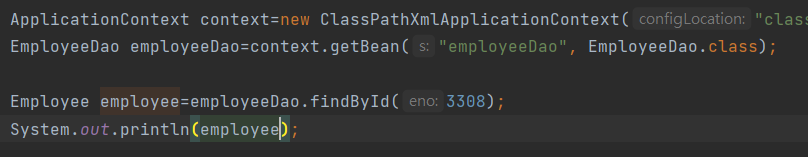 ApplicationContext context=new ClassPathXmlApplicationContext( configLocation: "clas
EmployeeDao employeeDao=context.getBean( s: "employeeDao", EmployeeDao.class);
Employee employee=employeeDao.findById( eno: 3308);
System.out.println(employee);